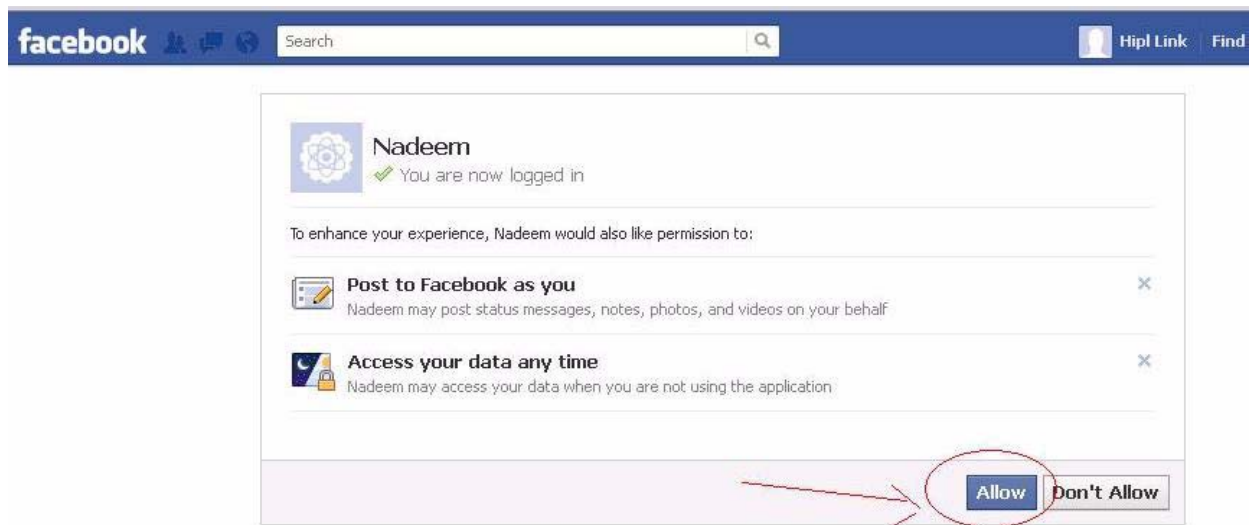 facebook Search Hipl Link Find
Nadeem
You are now logged in
To enhance your experience, Nadeem would also like permission to:
Post to Facebook as you
Nadeem may post status messages, notes, photos, and videos on your behalf
Access your data any time
Nadeem may access your data when you are not using the application
Allow Don't Allow